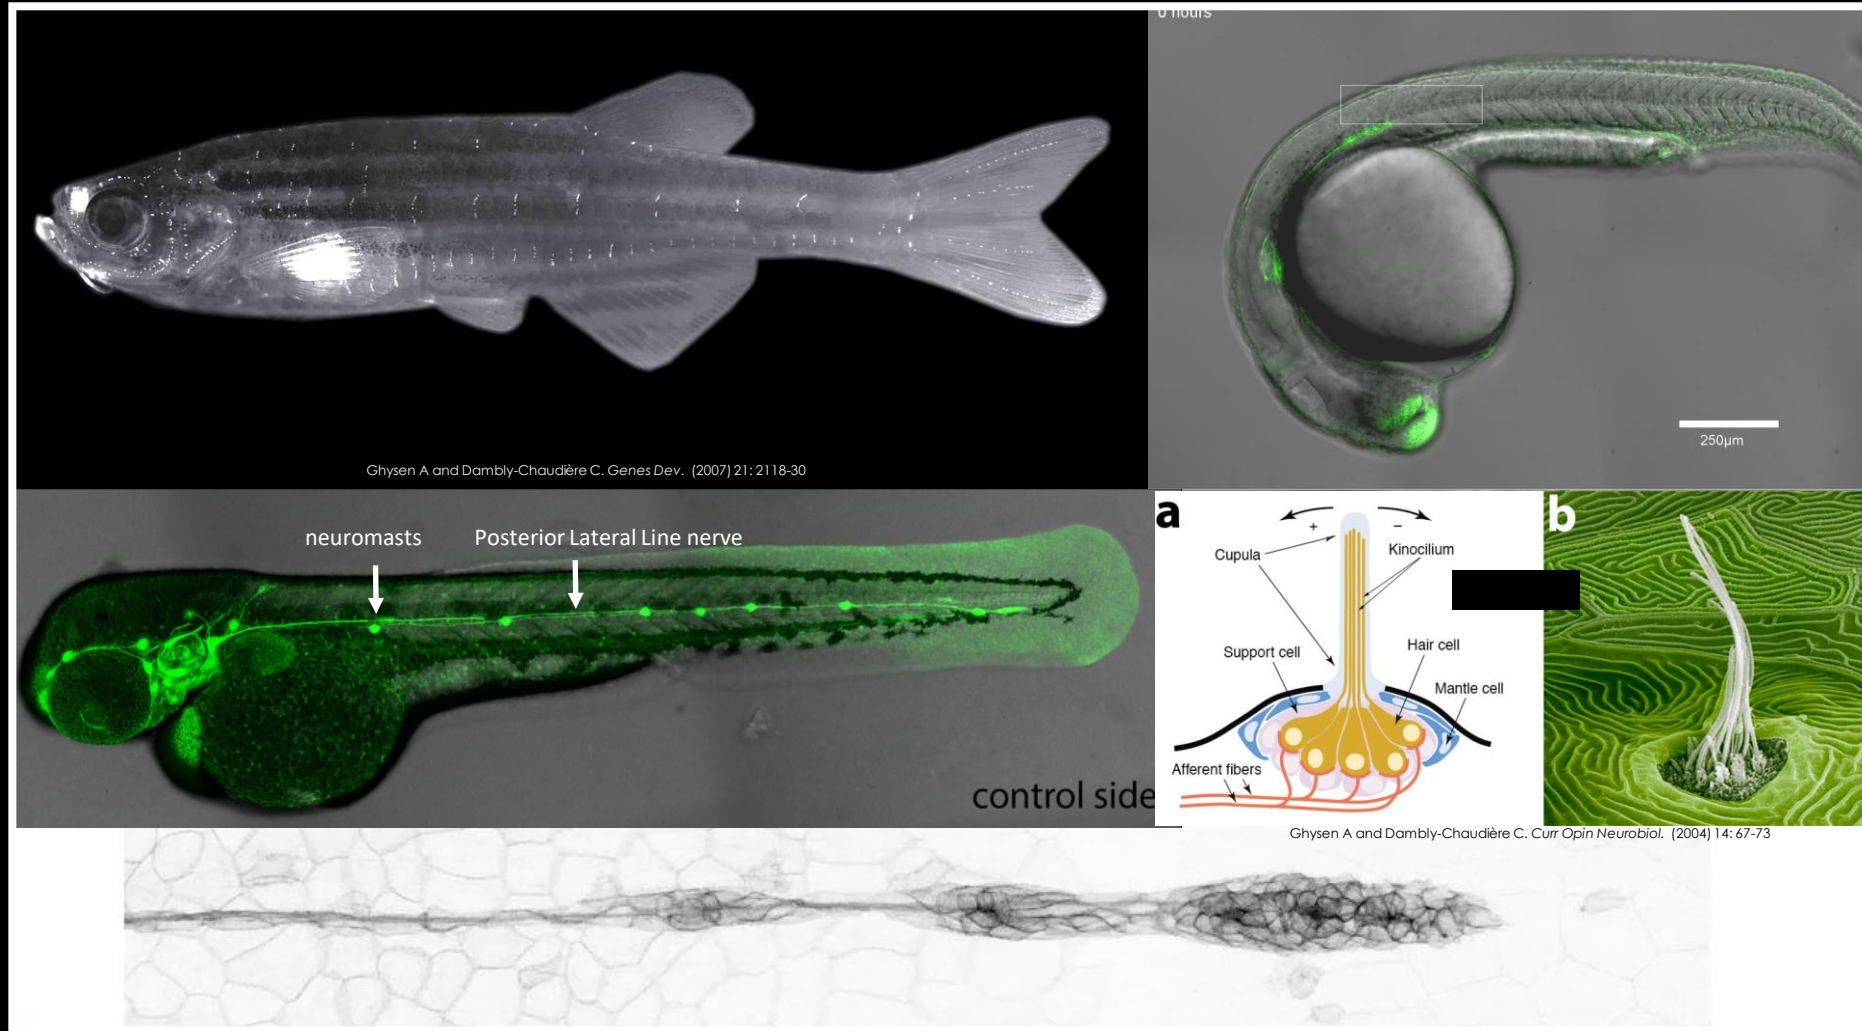 0 hours
250µm
Ghysen A and Dambly-Chaudière C. Genes Dev. (2007) 21: 2118-30
neuromasts
Posterior Lateral Line nerve
control side
a
+
−
Cupula
Kinocilium
Support cell
Hair cell
Mantle cell
Afferent fibers
b
Ghysen A and Dambly-Chaudière C. Curr Opin Neurobiol. (2004) 14: 67-73